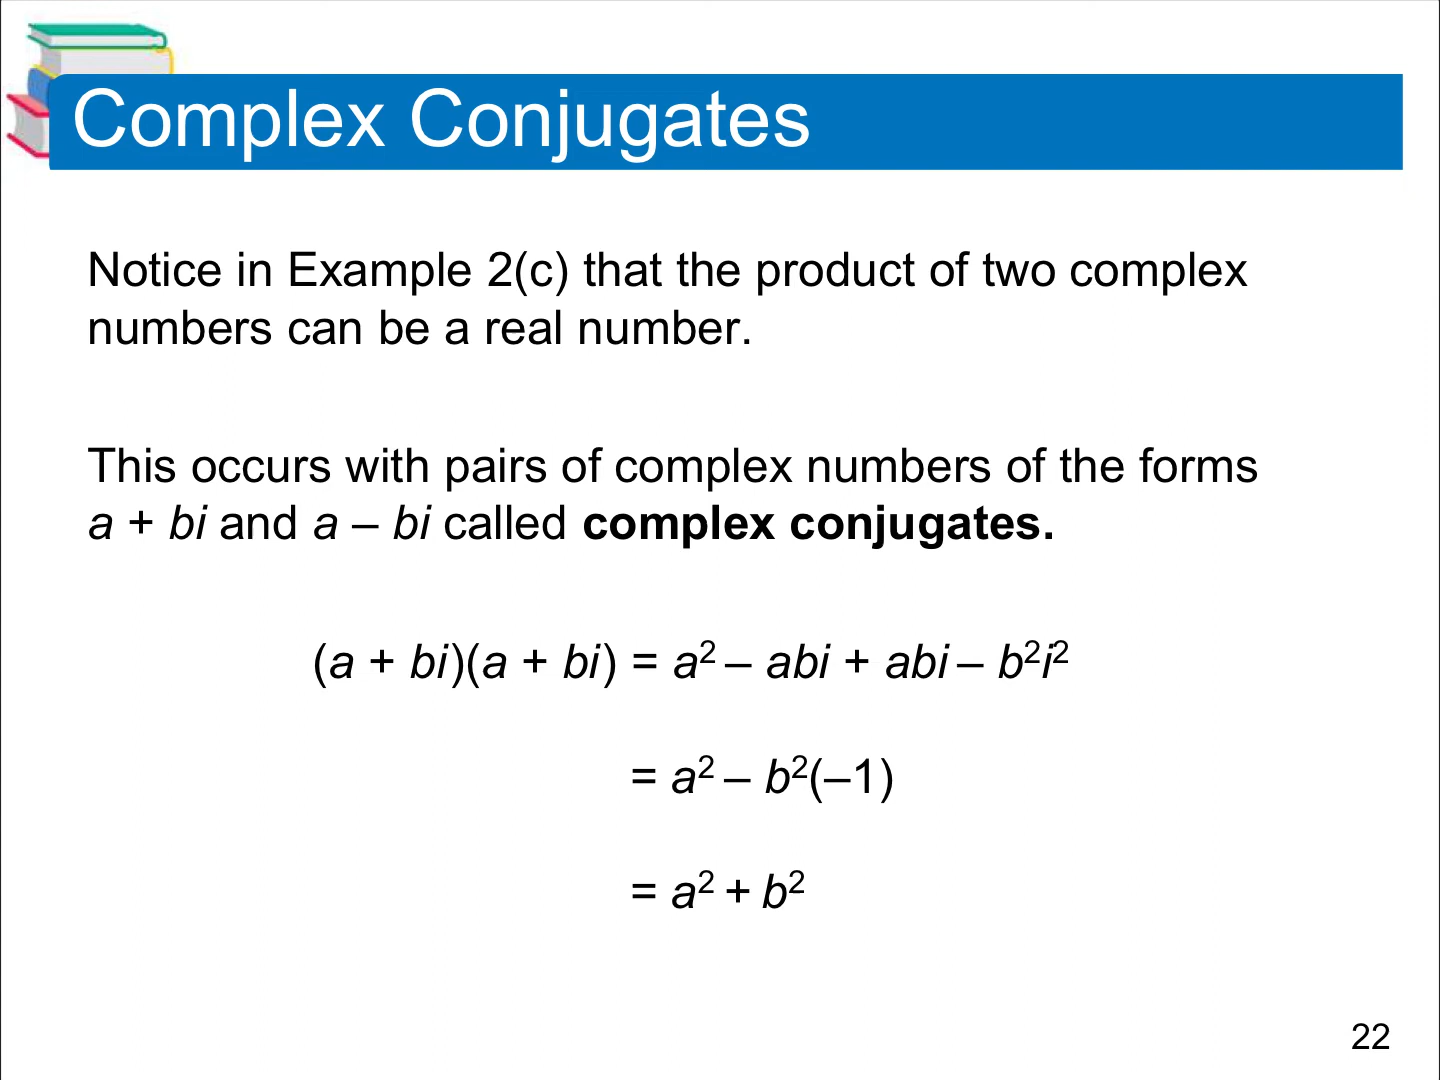 Complex Conjugates
Notice in Example 2(c) that the product of two complex
numbers can be a real number.
This occurs with pairs of complex numbers of the forms
a + bi and a – bi called complex conjugates.
(a + bi)(a + bi) = a² – abi + abi – b²i²
= a² – b²(–1)
= a² + b²
22